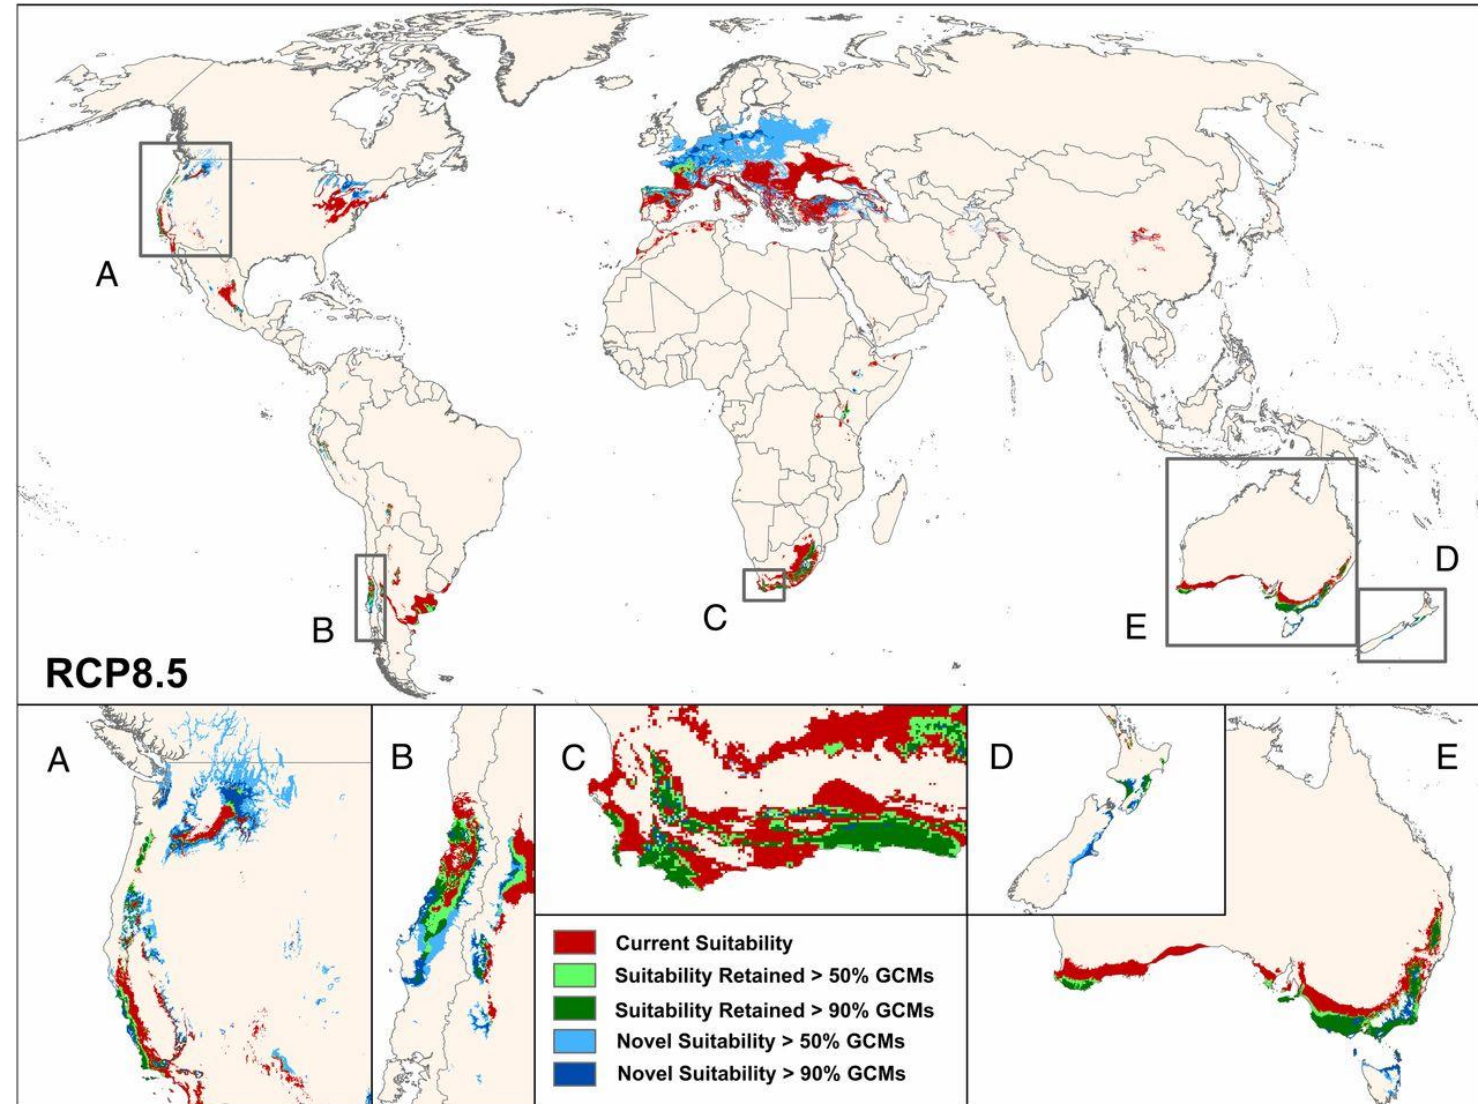 A
B
C
D
E
RCP8.5
A
B
C
D
E
Current Suitability
Suitability Retained > 50% GCMs
Suitability Retained > 90% GCMs
Novel Suitability > 50% GCMs
Novel Suitability > 90% GCMs